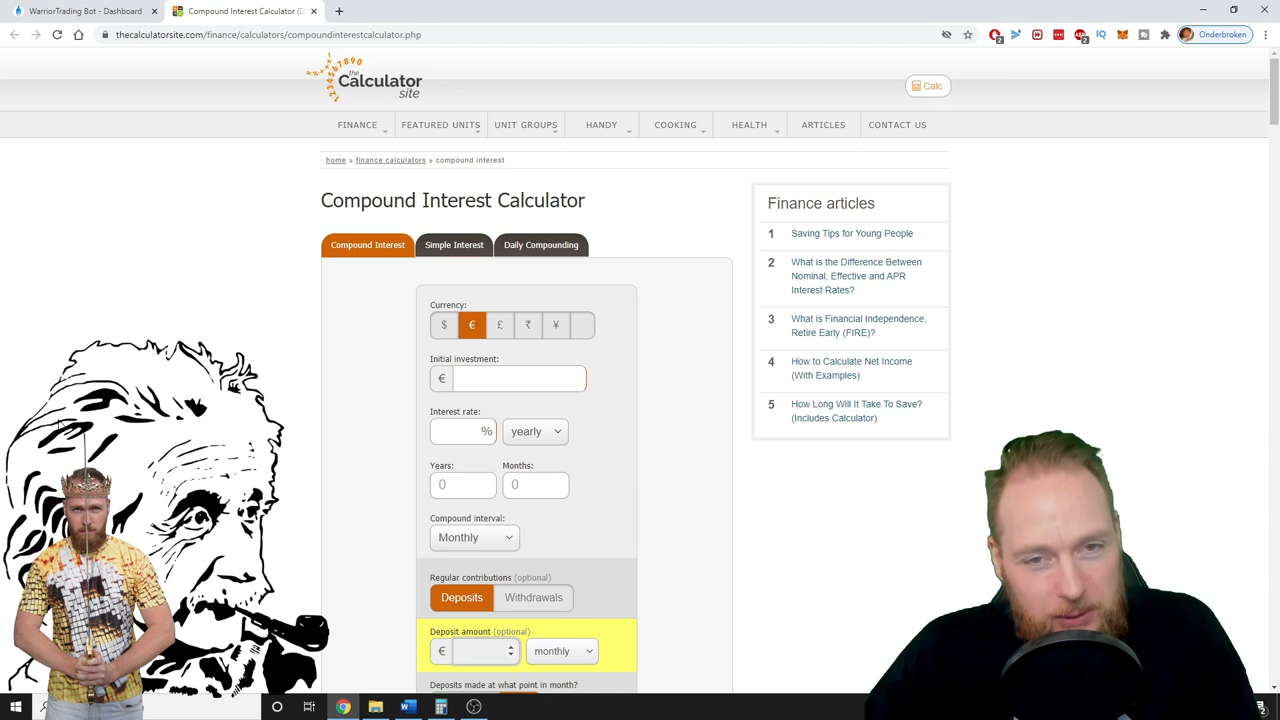 WarriorTrading Bot - Dashboard
Compound Interest Calculator (D
thecalculatorsite.com/finance/calculators/compoundinterestcalculator.php
Onderbroken
1234567890
the
Calculator
site
Calc
FINANCE
FEATURED UNITS
UNIT GROUPS
HANDY
COOKING
HEALTH
ARTICLES
CONTACT US
home » finance calculators » compound interest
Compound Interest Calculator
Compound Interest
Simple Interest
Daily Compounding
Currency:
$ € £ ₹ ¥
Initial investment:
€
Interest rate:
% yearly
Years: Months:
0 0
Compound interval:
Monthly
Regular contributions (optional)
Deposits Withdrawals
Deposit amount (optional)
€ monthly
Deposits made at what point in month?
Finance articles
1 Saving Tips for Young People
2 What is the Difference Between
Nominal, Effective and APR
Interest Rates?
3 What is Financial Independence,
Retire Early (FIRE)?
4 How to Calculate Net Income
(With Examples)
5 How Long Will It Take To Save?
(Includes Calculator)